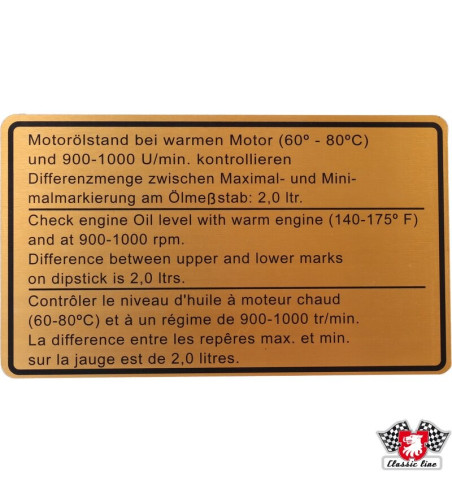 Motorölstand bei warmen Motor (60º - 80ºC)
und 900-1000 U/min. kontrollieren
Differenzmenge zwischen Maximal- und Mini-
malmarkierung am Ölmeßstab: 2,0 ltr.
Check engine Oil level with warm engine (140-175º F)
and at 900-1000 rpm.
Difference between upper and lower marks
on dipstick is 2,0 ltrs.
Contrôler le niveau d'huile à moteur chaud
(60-80ºC) et à un régime de 900-1000 tr/min.
La difference entre les repêres max. et min.
sur la jauge est de 2,0 litres.
Classic line